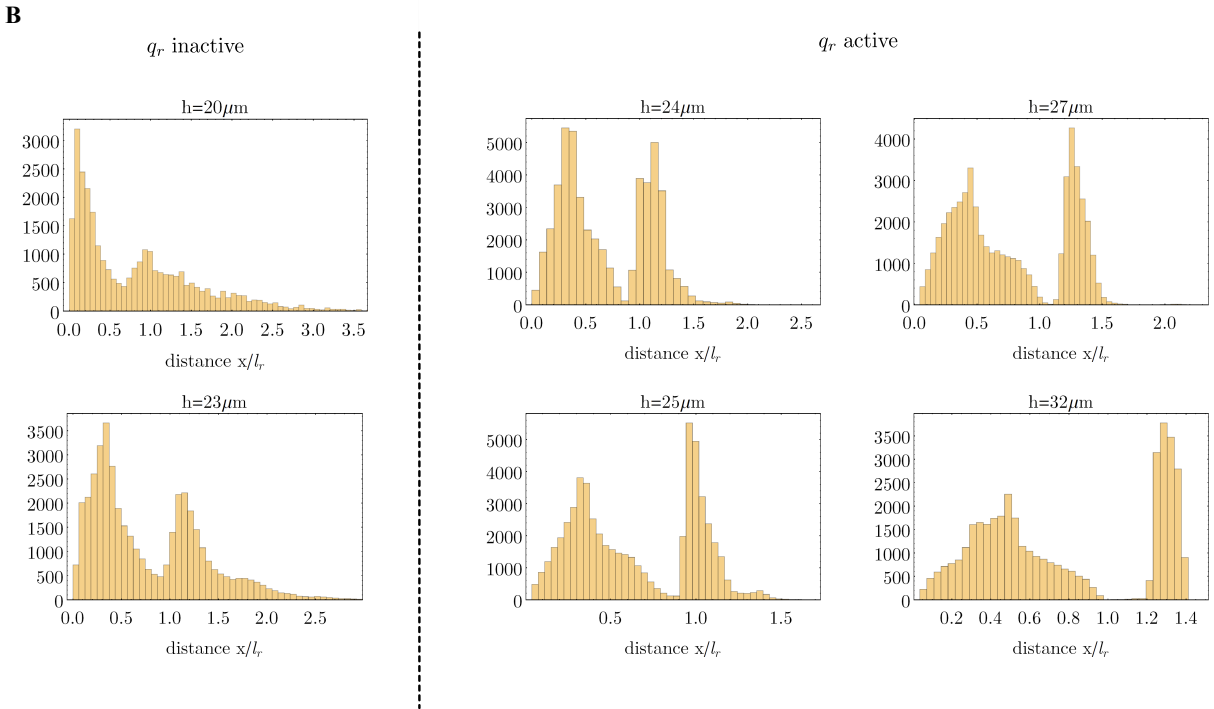 B
q_r inactive
q_r active
h=20μm
3000
2500
2000
1500
1000
500
0
0.0 0.5 1.0 1.5 2.0 2.5 3.0 3.5
distance x/l_r
h=24μm
5000
4000
3000
2000
1000
0
0.0 0.5 1.0 1.5 2.0 2.5
distance x/l_r
h=27μm
4000
3000
2000
1000
0
0.0 0.5 1.0 1.5 2.0
distance x/l_r
h=23μm
3500
3000
2500
2000
1500
1000
500
0
0.0 0.5 1.0 1.5 2.0 2.5
distance x/l_r
h=25μm
5000
4000
3000
2000
1000
0
0.5 1.0 1.5
distance x/l_r
h=32μm
3500
3000
2500
2000
1500
1000
500
0
0.2 0.4 0.6 0.8 1.0 1.2 1.4
distance x/l_r